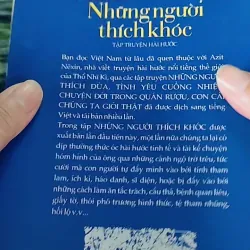 Những người
thích khóc
TẬP TRUYỆN HÀI HƯỚC
Bạn đọc Việt Nam từ lâu đã quen thuộc với Azit
Nêxin, nhà viết truyện hài hước nổi tiếng thế giới
của Thổ Nhĩ Kì, qua các tập truyện NHỮNG NGƯỜI
THÍCH ĐÙA, TÌNH YÊU CUỒNG NHIỆT,
CHUYỆN ĐỜI TRONG QUÁN RƯỢU, CON CÁI
CHÚNG TA GIỎI THẬT đã được dịch sang tiếng
Việt và tái bản nhiều lần.
Trong tập NHỮNG NGƯỜI THÍCH KHÓC được
xuất bản lần đầu tiên này, một lần nữa chúng ta lại có
dịp thưởng thức óc hài hước tinh tế và tài kể chuyện
hóm hỉnh của ông qua những cảnh ngộ trớ trêu, tức
cười mà con người tự đẩy mình vào bởi tính tham
lam, ích kỉ, háo danh, sĩ diện, hoặc bị đẩy vào bởi
những cách làm ăn tắc trách, cẩu thả, bệnh quan liêu,
giấy tờ, thói phô trương hình thức, tệ tham nhũng,
hối lộ v.v...